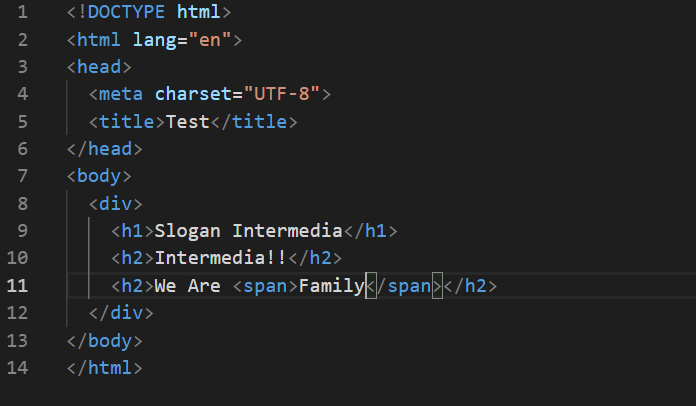 1 <!DOCTYPE html>
2 <html lang="en">
3 <head>
4   <meta charset="UTF-8">
5   <title>Test</title>
6 </head>
7 <body>
8   <div>
9     <h1>Slogan Intermedia</h1>
10     <h2>Intermedia!!</h2>
11     <h2>We Are <span>Family</span></h2>
12   </div>
13 </body>
14 </html>